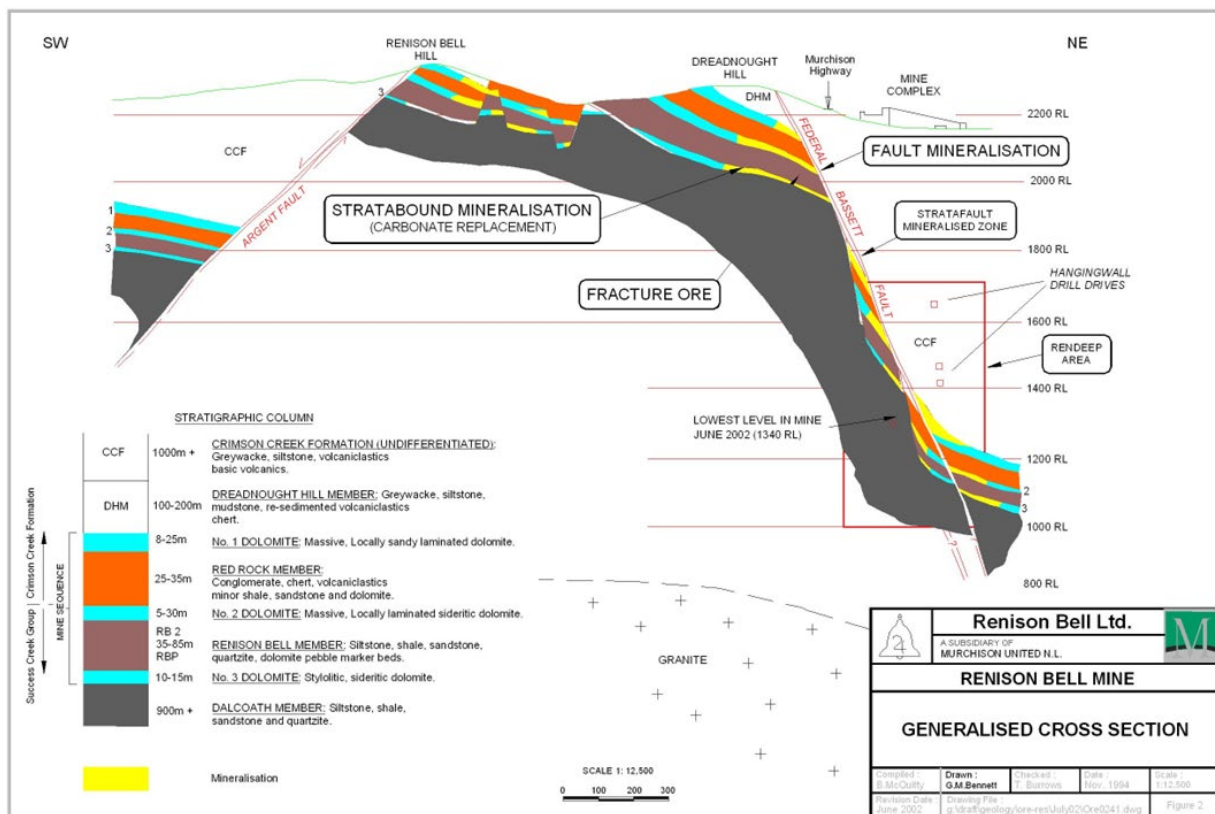 SW
RENISON BELL
HILL
DREADNOUGHT
HILL
Murchison
Highway
MINE
COMPLEX
NE
DHM
3
2200 RL
CCF
FEDERAL
FAULT MINERALISATION
2000 RL
STRATABOUND MINERALISATION
(CARBONATE REPLACEMENT)
BASSETT
STRATAFAULT
MINERALISED ZONE
1
2
3
ARGENT FAULT
1800 RL
FRACTURE ORE
FAULT
HANGINGWALL
DRILL DRIVES
1600 RL
CCF
RENDEEP
AREA
1400 RL
LOWEST LEVEL IN MINE
JUNE 2002 (1340 RL)
1200 RL
2
3
1000 RL
?
800 RL
STRATIGRAPHIC COLUMN
CCF 1000m + CRIMSON CREEK FORMATION (UNDIFFERENTIATED):
Greywacke, siltstone, volcaniclastics
basic volcanics.
DHM 100-200m DREADNOUGHT HILL MEMBER: Greywacke, siltstone,
mudstone, re-sedimented volcaniclastics
chert.
8-25m No. 1 DOLOMITE: Massive, Locally sandy laminated dolomite.
25-35m RED ROCK MEMBER:
Conglomerate, chert, volcaniclastics
minor shale, sandstone and dolomite.
5-30m No. 2 DOLOMITE: Massive, Locally laminated sideritic dolomite.
RB 2
35-85m RENISON BELL MEMBER: Siltstone, shale, sandstone,
RBP quartzite, dolomite pebble marker beds.
10-15m No. 3 DOLOMITE: Stylolitic, sideritic dolomite.
900m + DALCOATH MEMBER: Siltstone, shale,
sandstone and quartzite.
Mineralisation
Success Creek Group | Crimson Creek Formation
MINE SEQUENCE
GRANITE
SCALE 1: 12,500
0 100 200 300
Renison Bell Ltd.
A SUBSIDIARY OF
MURCHISON UNITED N.L.
M
RENISON BELL MINE
GENERALISED CROSS SECTION
Compiled : Drawn : Checked : Date : Scale :
B.McQuitty G.M.Bennett T. Burrows Nov. 1994 1:12,500
Revision Date : Drawing File :
June 2002 g:\draft\geology\ore-res\July02\Ore0241.dwg Figure 2